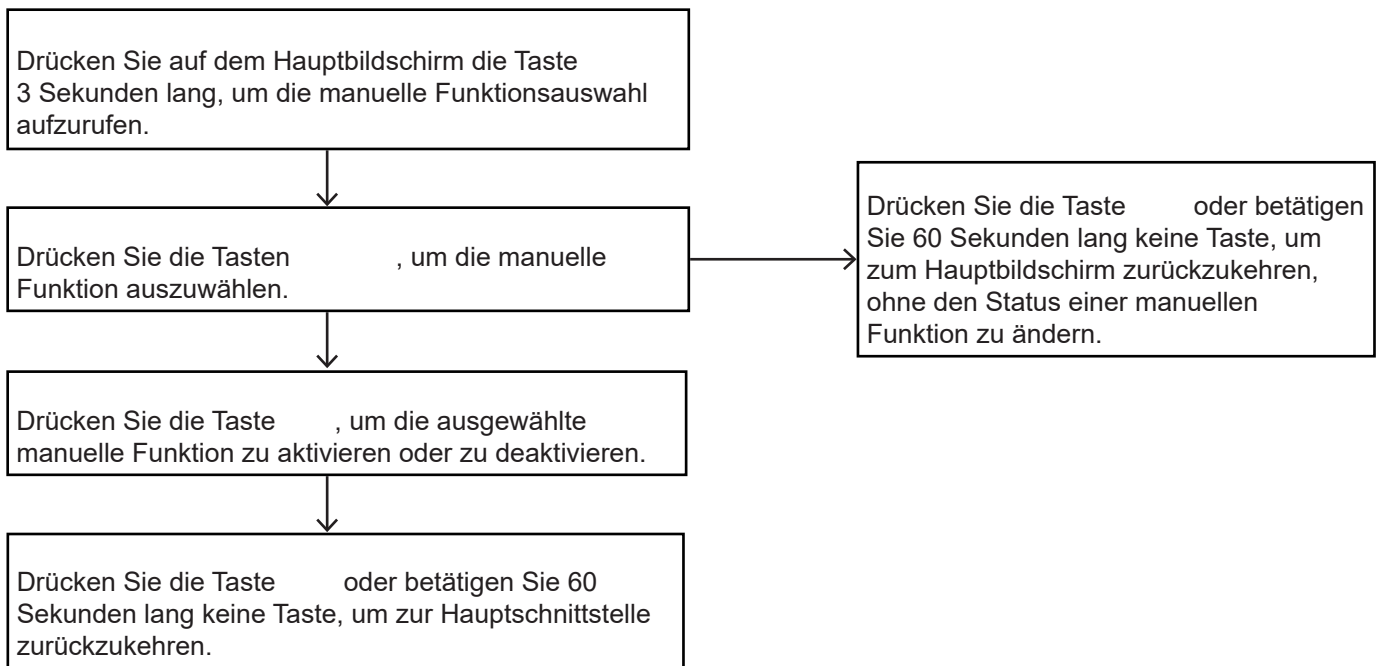 Drücken Sie auf dem Hauptbildschirm die Taste
3 Sekunden lang, um die manuelle Funktionsauswahl
aufzurufen.
Drücken Sie die Tasten , um die manuelle
Funktion auszuwählen.
Drücken Sie die Taste oder betätigen
Sie 60 Sekunden lang keine Taste, um
zum Hauptbildschirm zurückzukehren,
ohne den Status einer manuellen
Funktion zu ändern.
Drücken Sie die Taste , um die ausgewählte
manuelle Funktion zu aktivieren oder zu deaktivieren.
Drücken Sie die Taste oder betätigen Sie 60
Sekunden lang keine Taste, um zur Hauptschnittstelle
zurückzukehren.